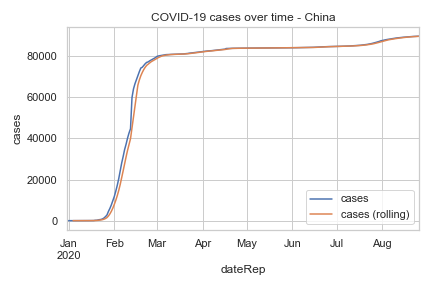 COVID-19 cases over time - China
80000
60000
40000
20000
0
cases
cases
cases (rolling)
Jan Feb Mar Apr May Jun Jul Aug
2020
dateRep